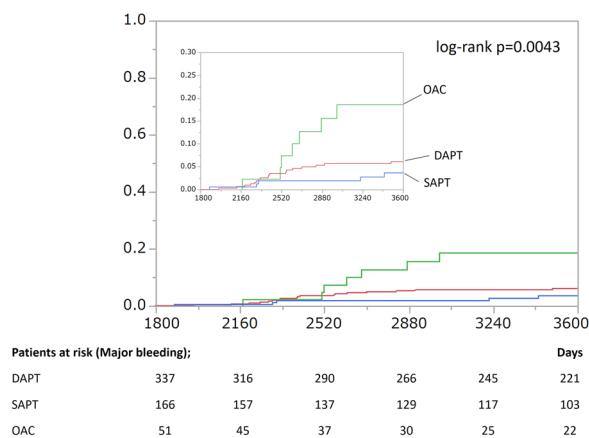 1.0
log-rank p=0.0043
0.30
0.25
0.20
0.15
0.10
0.05
0.00
OAC
DAPT
SAPT
1800 2160 2520 2880 3240 3600
0.8
0.6
0.4
0.2
0.0
1800 2160 2520 2880 3240 3600
Patients at risk (Major bleeding); Days
DAPT 337 316 290 266 245 221
SAPT 166 157 137 129 117 103
OAC 51 45 37 30 25 22